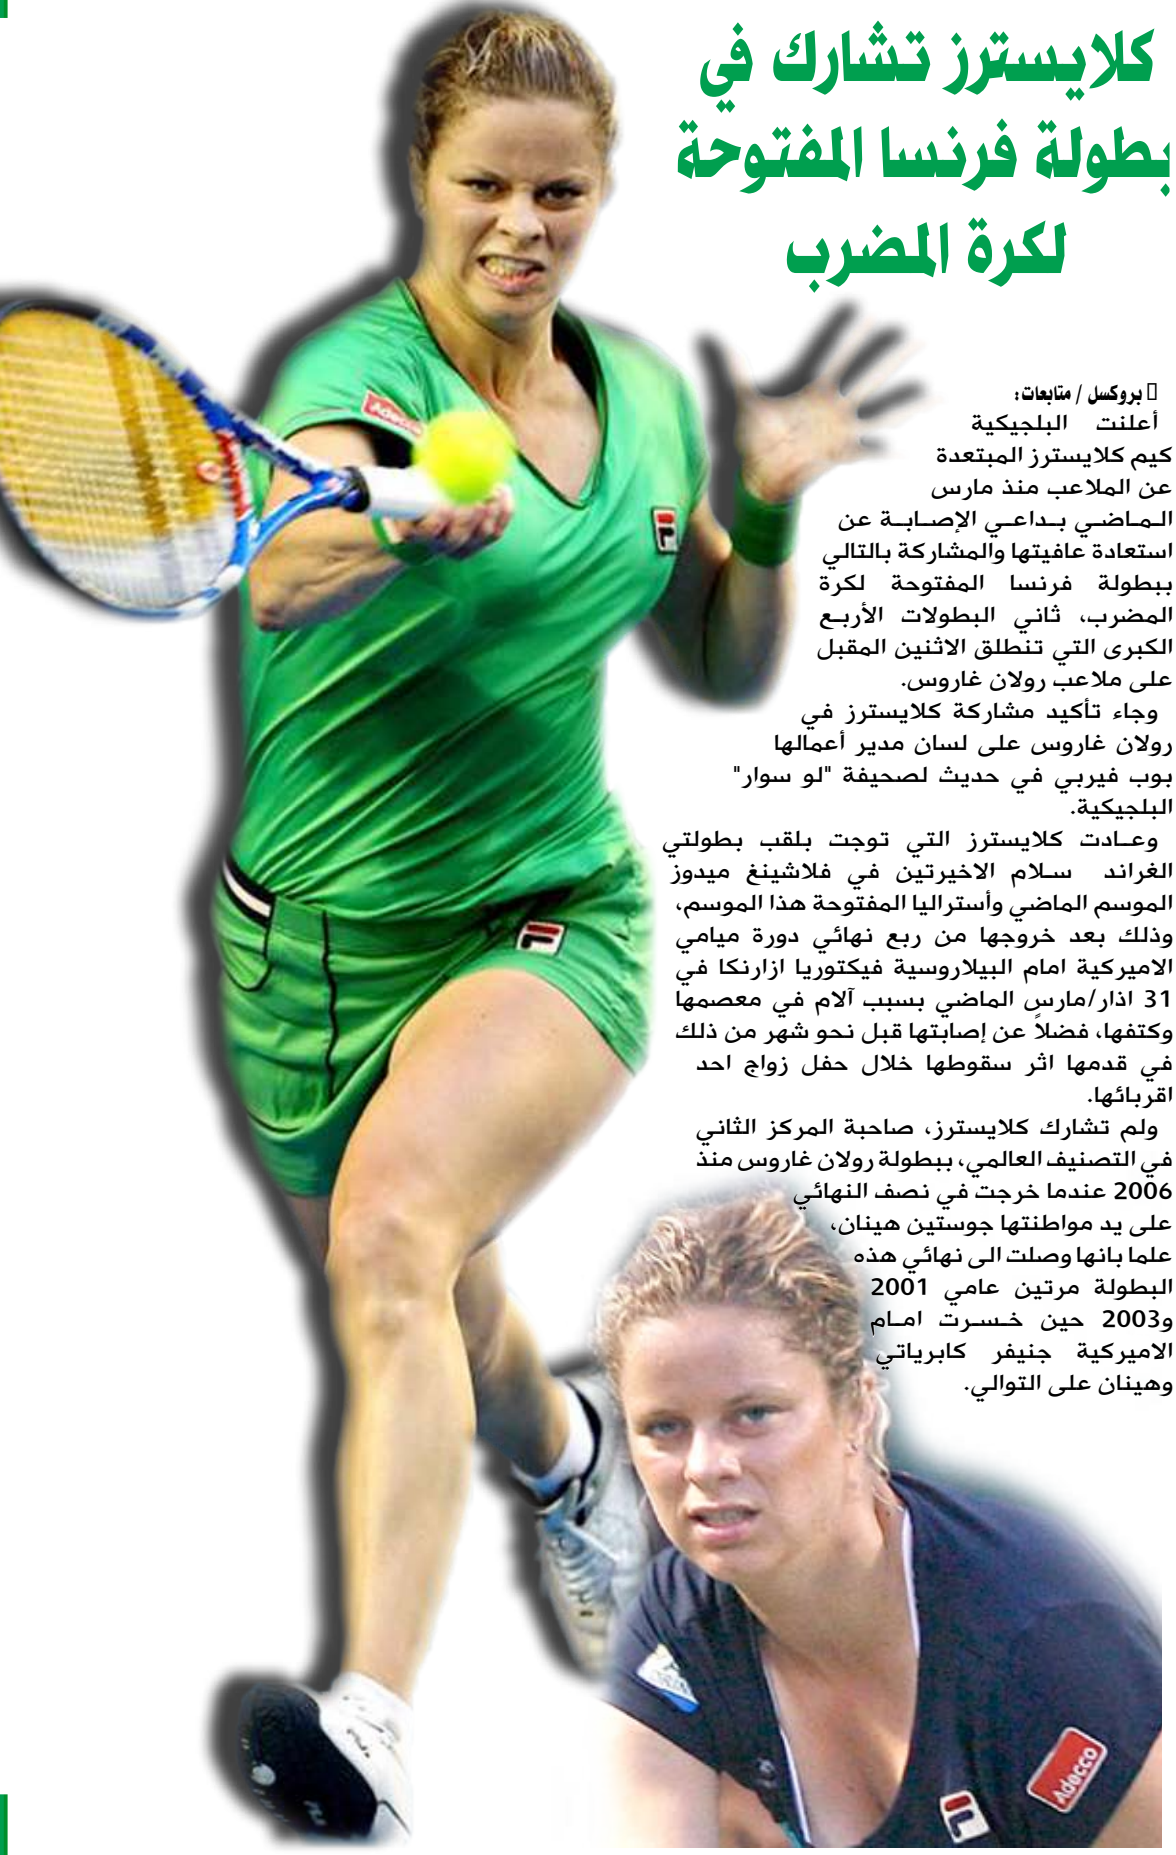 كلايسترز تشارك في
بطولة فرنسا المفتوحة
لكرة المضرب
بروكسل / متابعات:
أعلنت البلجيكية
كيم كلايسترز المبتعدة
عن الملاعب منذ مارس
الماضي بداعي الإصابة عن
استعادة عافيتها والمشاركة بالتالي
ببطولة فرنسا المفتوحة لكرة
المضرب، ثاني البطولات الأربع
الكبرى التي تنطلق الاثنين المقبل
على ملاعب رولان غاروس.
وجاء تأكيد مشاركة كلايسترز في
رولان غاروس على لسان مدير أعمالها
بوب فيربي في حديث لصحيفة "لو سوار"
البلجيكية.
وعادت كلايسترز التي توجت بلقب بطولتي
الغراند سلام الاخيرتين في فلاشينغ ميدوز
الموسم الماضي وأستراليا المفتوحة هذا الموسم،
وذلك بعد خروجها من ربع نهائي دورة ميامي
الاميركية امام البيلاروسية فيكتوريا ازارنكا في
31 اذار/مارس الماضي بسبب آلام في معصمها
وكتفها، فضلاً عن إصابتها قبل نحو شهر من ذلك
في قدمها اثر سقوطها خلال حفل زواج احد
اقربائها.
ولم تشارك كلايسترز، صاحبة المركز الثاني
في التصنيف العالمي، ببطولة رولان غاروس منذ
2006 عندما خرجت في نصف النهائي
على يد مواطنتها جوستين هينان،
علما بانها وصلت الى نهائي هذه
البطولة مرتين عامي 2001
و2003 حين خسرت امام
الاميركية جنيفر كابرياتي
وهينان على التوالي.
Adecco
Adecco